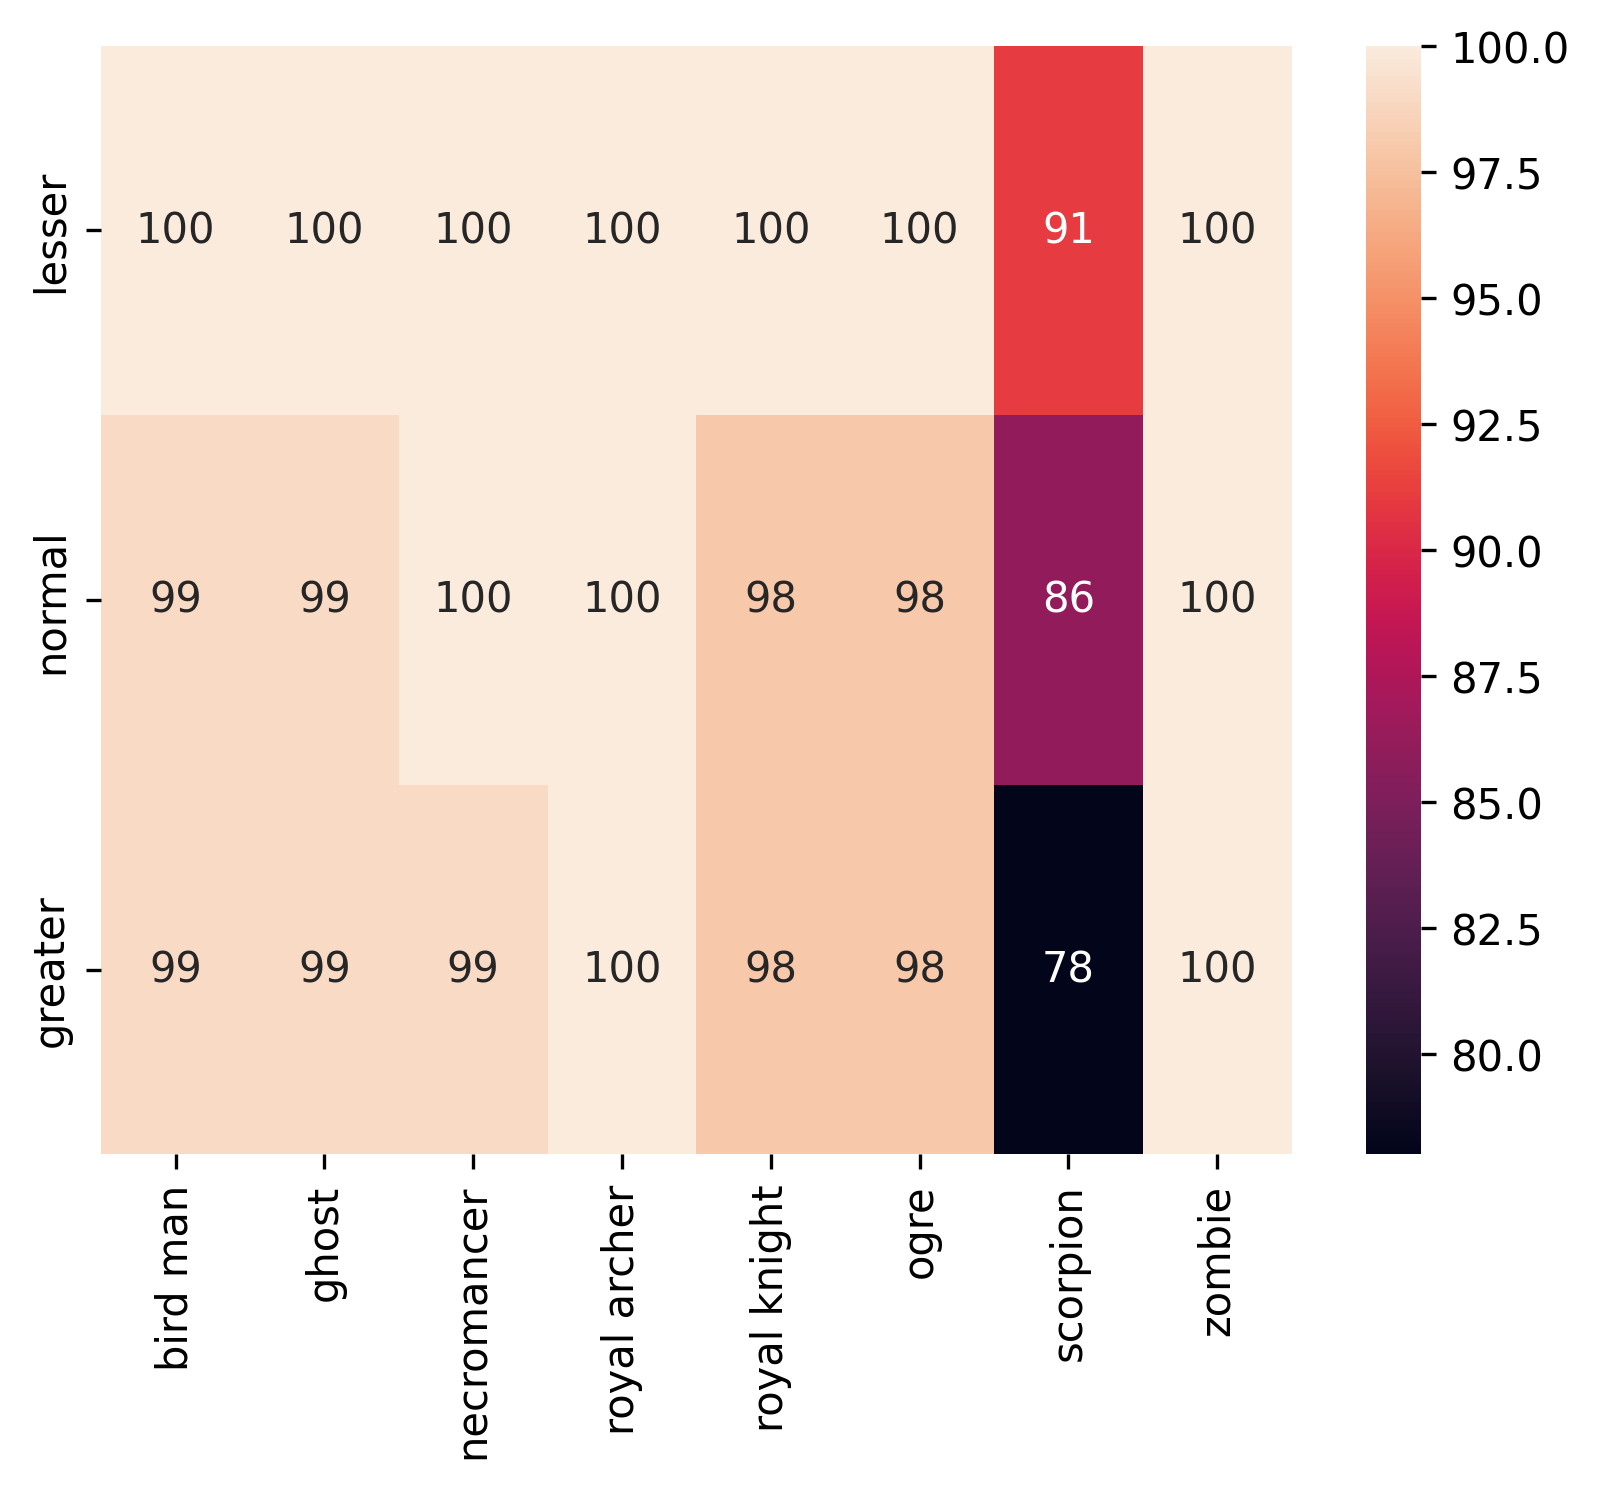 100.0
97.5
95.0
92.5
90.0
87.5
85.0
82.5
80.0
lesser 100 100 100 100 100 100 91 100
normal 99 99 100 100 98 98 86 100
greater 99 99 99 100 98 98 78 100
bird man
ghost
necromancer
royal archer
royal knight
ogre
scorpion
zombie